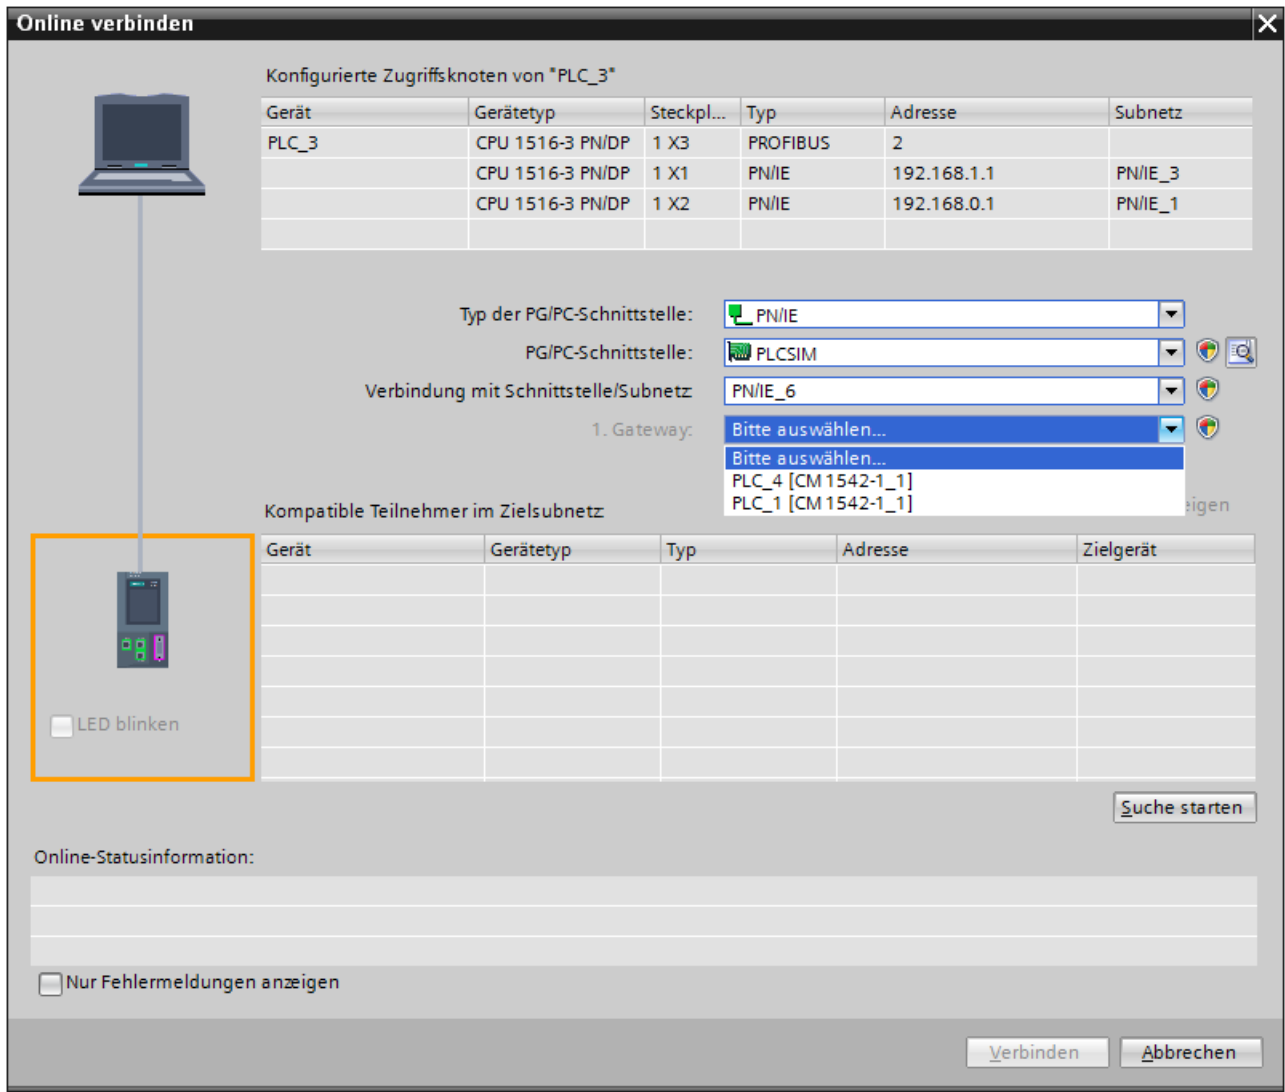 Online verbinden
Konfigurierte Zugriffsknoten von "PLC_3"
Gerät Gerätetyp Steckpl... Typ Adresse Subnetz
PLC_3 CPU 1516-3 PN/DP 1 X3 PROFIBUS 2
CPU 1516-3 PN/DP 1 X1 PN/IE 192.168.1.1 PN/IE_3
CPU 1516-3 PN/DP 1 X2 PN/IE 192.168.0.1 PN/IE_1
Typ der PG/PC-Schnittstelle: PN/IE
PG/PC-Schnittstelle: PLCSIM
Verbindung mit Schnittstelle/Subnetz: PN/IE_6
1. Gateway: Bitte auswählen...
Bitte auswählen...
PLC_4 [CM 1542-1_1]
PLC_1 [CM 1542-1_1]
Kompatible Teilnehmer im Zielsubnetz: eigen
Gerät Gerätetyp Typ Adresse Zielgerät
LED blinken
Suche starten
Online-Statusinformation:
Nur Fehlermeldungen anzeigen
Verbinden Abbrechen